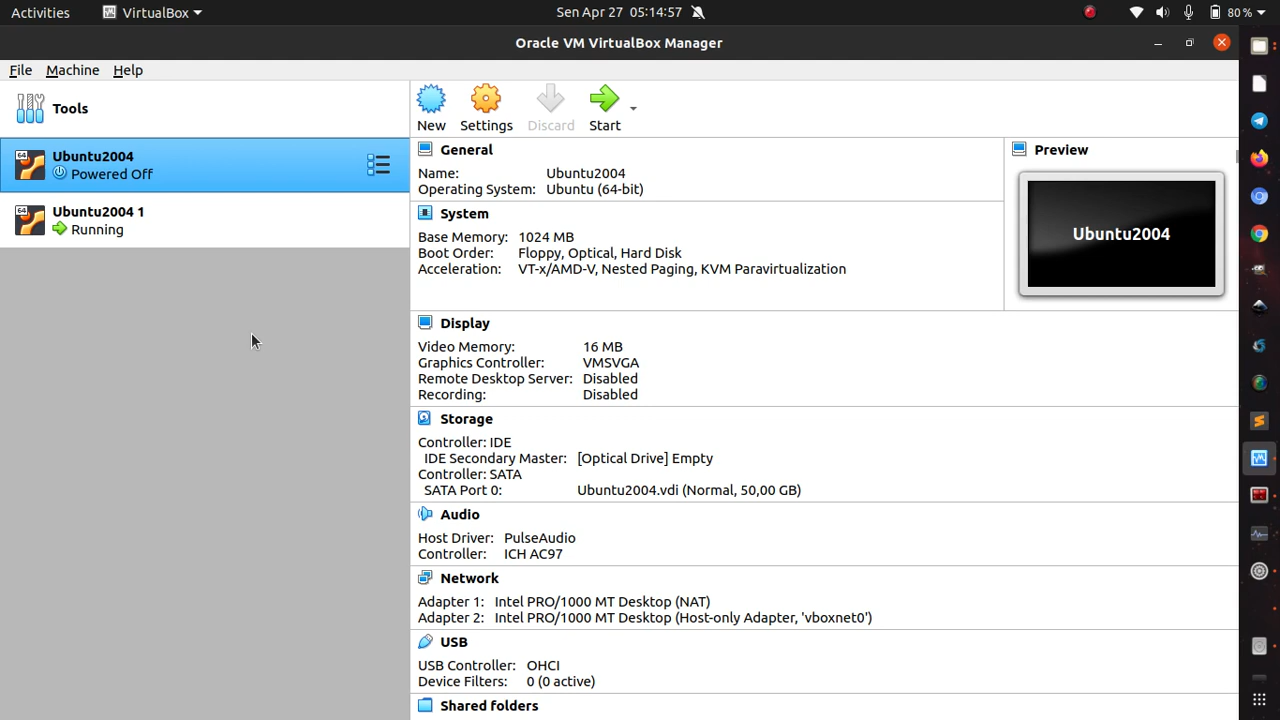 Activities VirtualBox Sen Apr 27 05:14:57 80%
Oracle VM VirtualBox Manager
File Machine Help
Tools
New Settings Discard Start
64 Ubuntu2004
Powered Off
64 Ubuntu2004 1
Running
General
Name: Ubuntu2004
Operating System: Ubuntu (64-bit)
Preview
Ubuntu2004
System
Base Memory: 1024 MB
Boot Order: Floppy, Optical, Hard Disk
Acceleration: VT-x/AMD-V, Nested Paging, KVM Paravirtualization
Display
Video Memory: 16 MB
Graphics Controller: VMSVGA
Remote Desktop Server: Disabled
Recording: Disabled
Storage
Controller: IDE
IDE Secondary Master: [Optical Drive] Empty
Controller: SATA
SATA Port 0: Ubuntu2004.vdi (Normal, 50,00 GB)
Audio
Host Driver: PulseAudio
Controller: ICH AC97
Network
Adapter 1: Intel PRO/1000 MT Desktop (NAT)
Adapter 2: Intel PRO/1000 MT Desktop (Host-only Adapter, 'vboxnet0')
USB
USB Controller: OHCI
Device Filters: 0 (0 active)
Shared folders